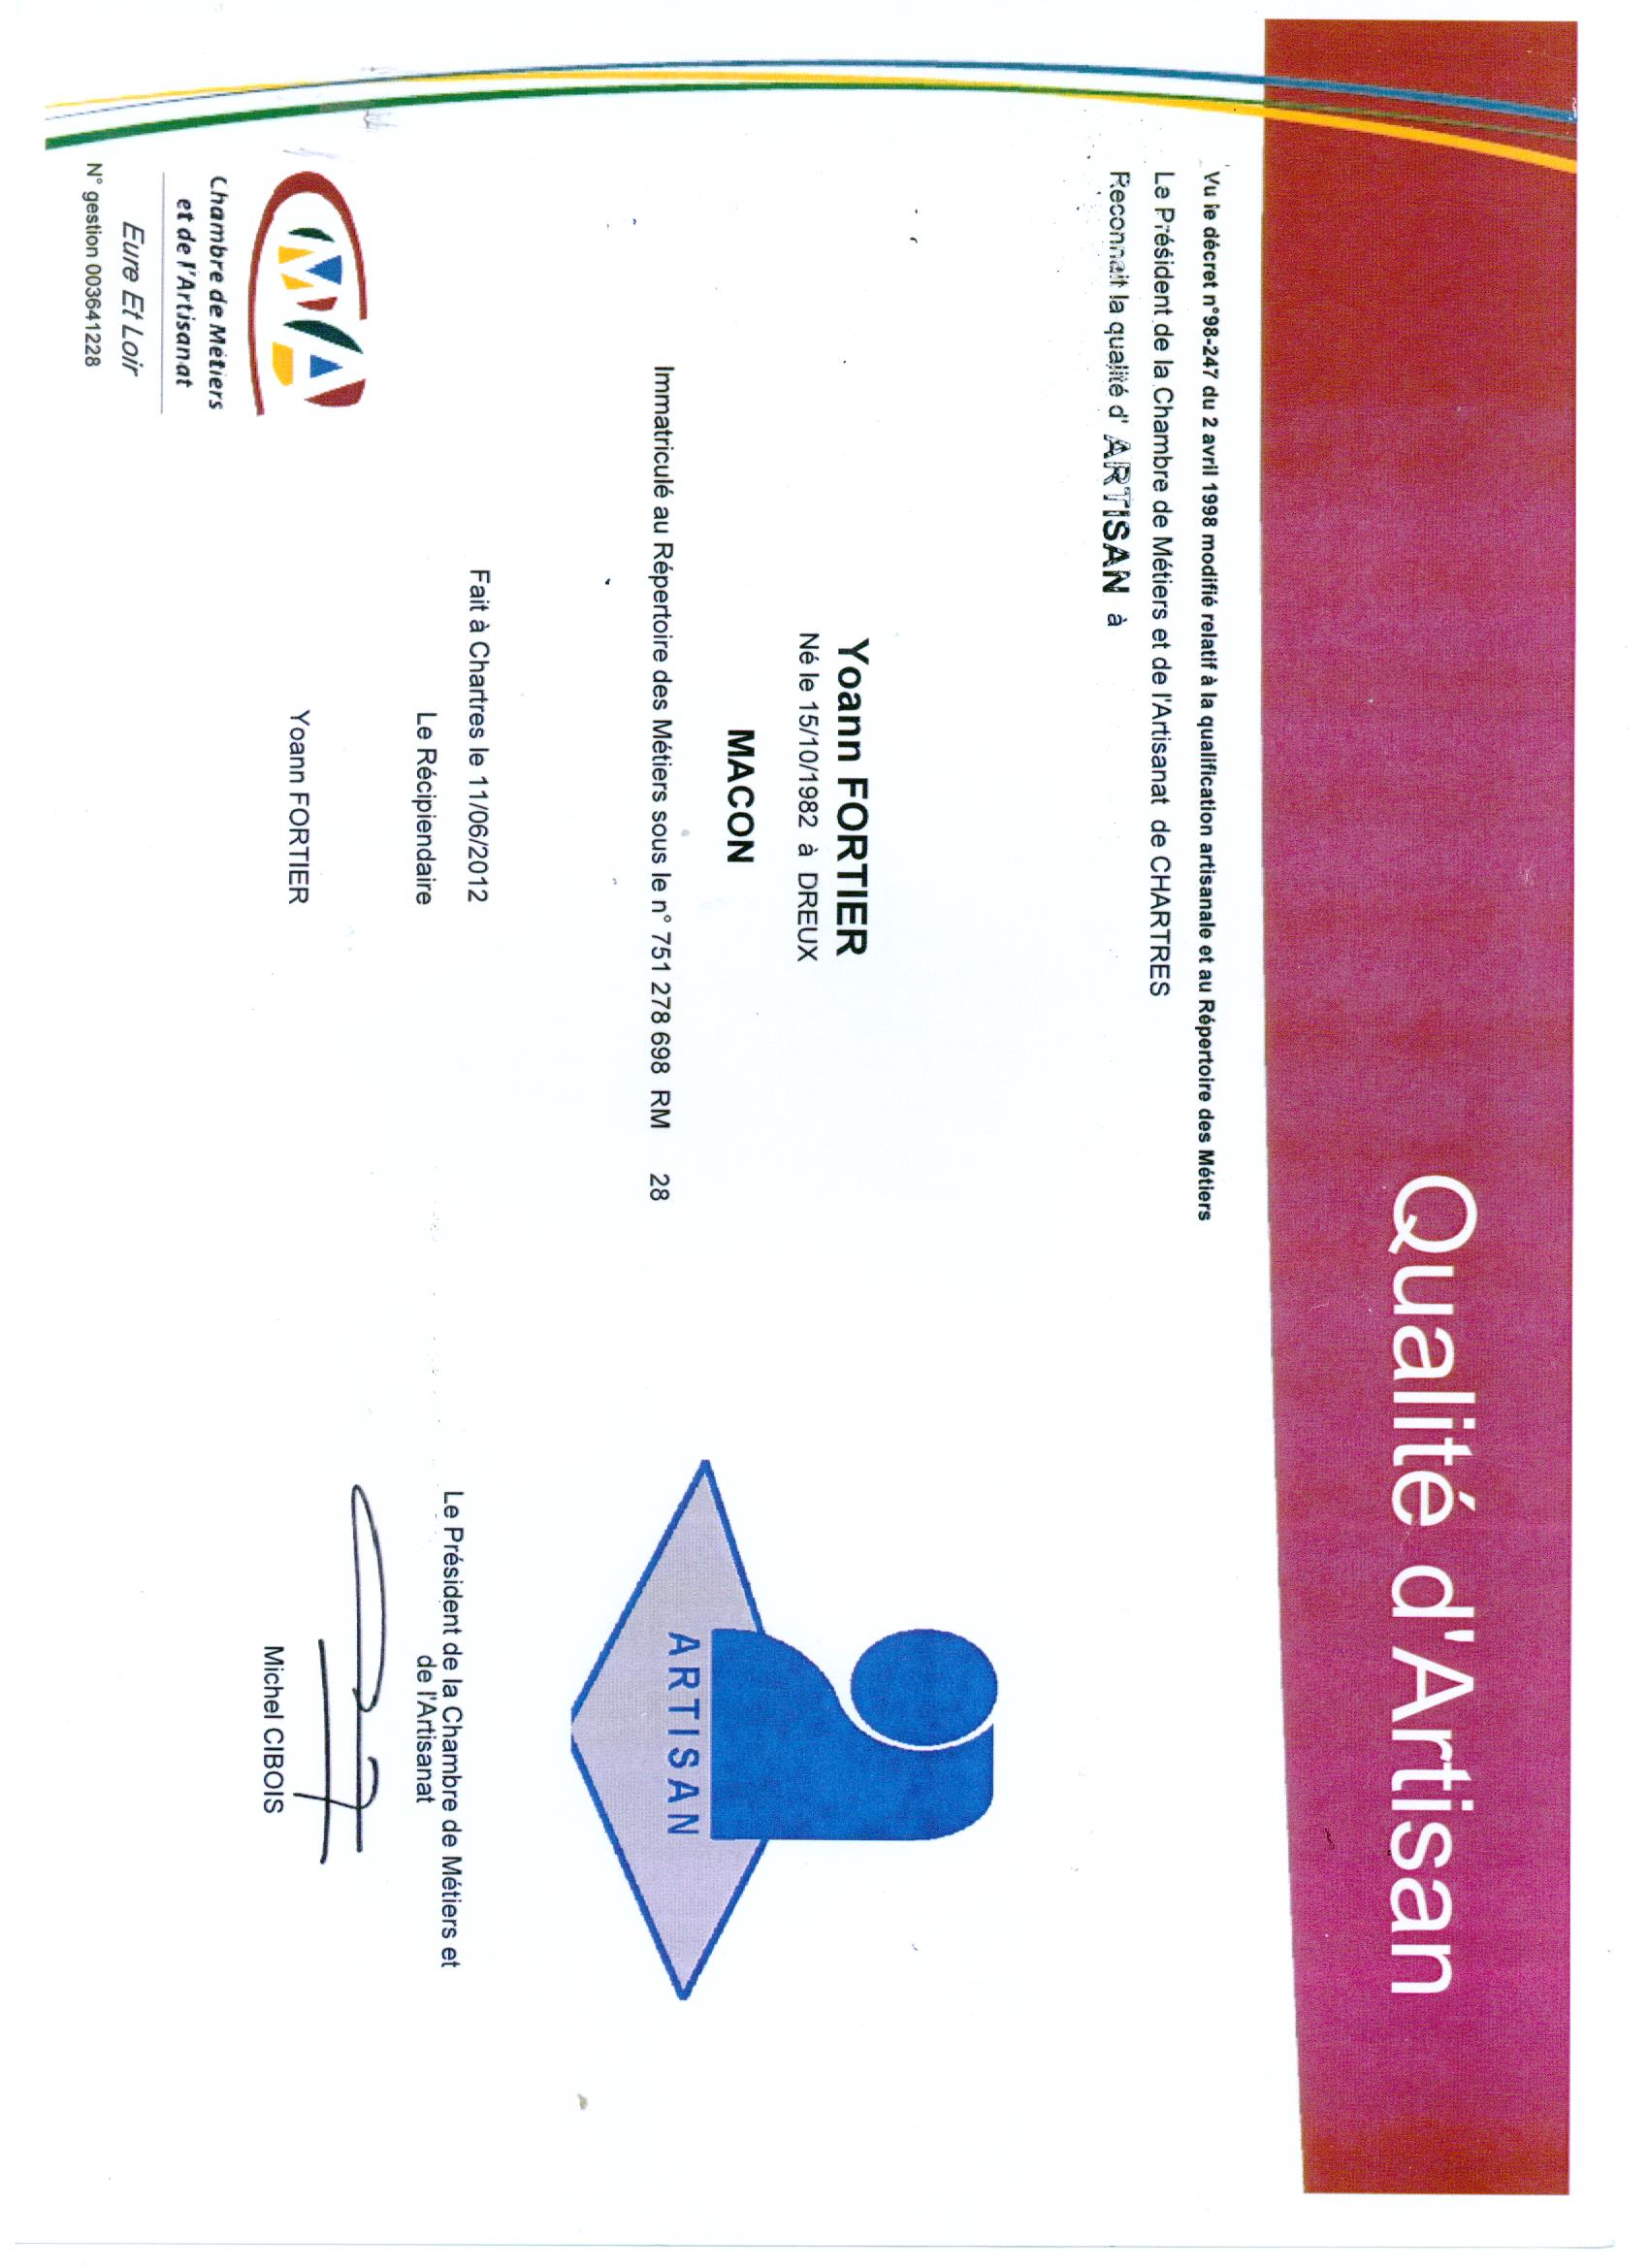 Qualité d'Artisan
Vu le décret n°98-247 du 2 avril 1998 modifié relatif à la qualification artisanale et au Répertoire des Métiers
Le Président de la Chambre de Métiers et de l'Artisanat de CHARTRES
Reconnait la qualité d' ARTISAN à
Yoann FORTIER
Né le 15/10/1982 à DREUX
MACON
Immatriculé au Répertoire des Métiers sous le n° 751 278 698 RM 28
ARTISAN
Fait à Chartres le 11/06/2012
Le Récipiendaire
Yoann FORTIER
Le Président de la Chambre de Métiers et
de l'Artisanat
Michel CIBOIS
CMA
Chambre de Métiers
et de l'Artisanat
Eure Et Loir
N° gestion 003641228